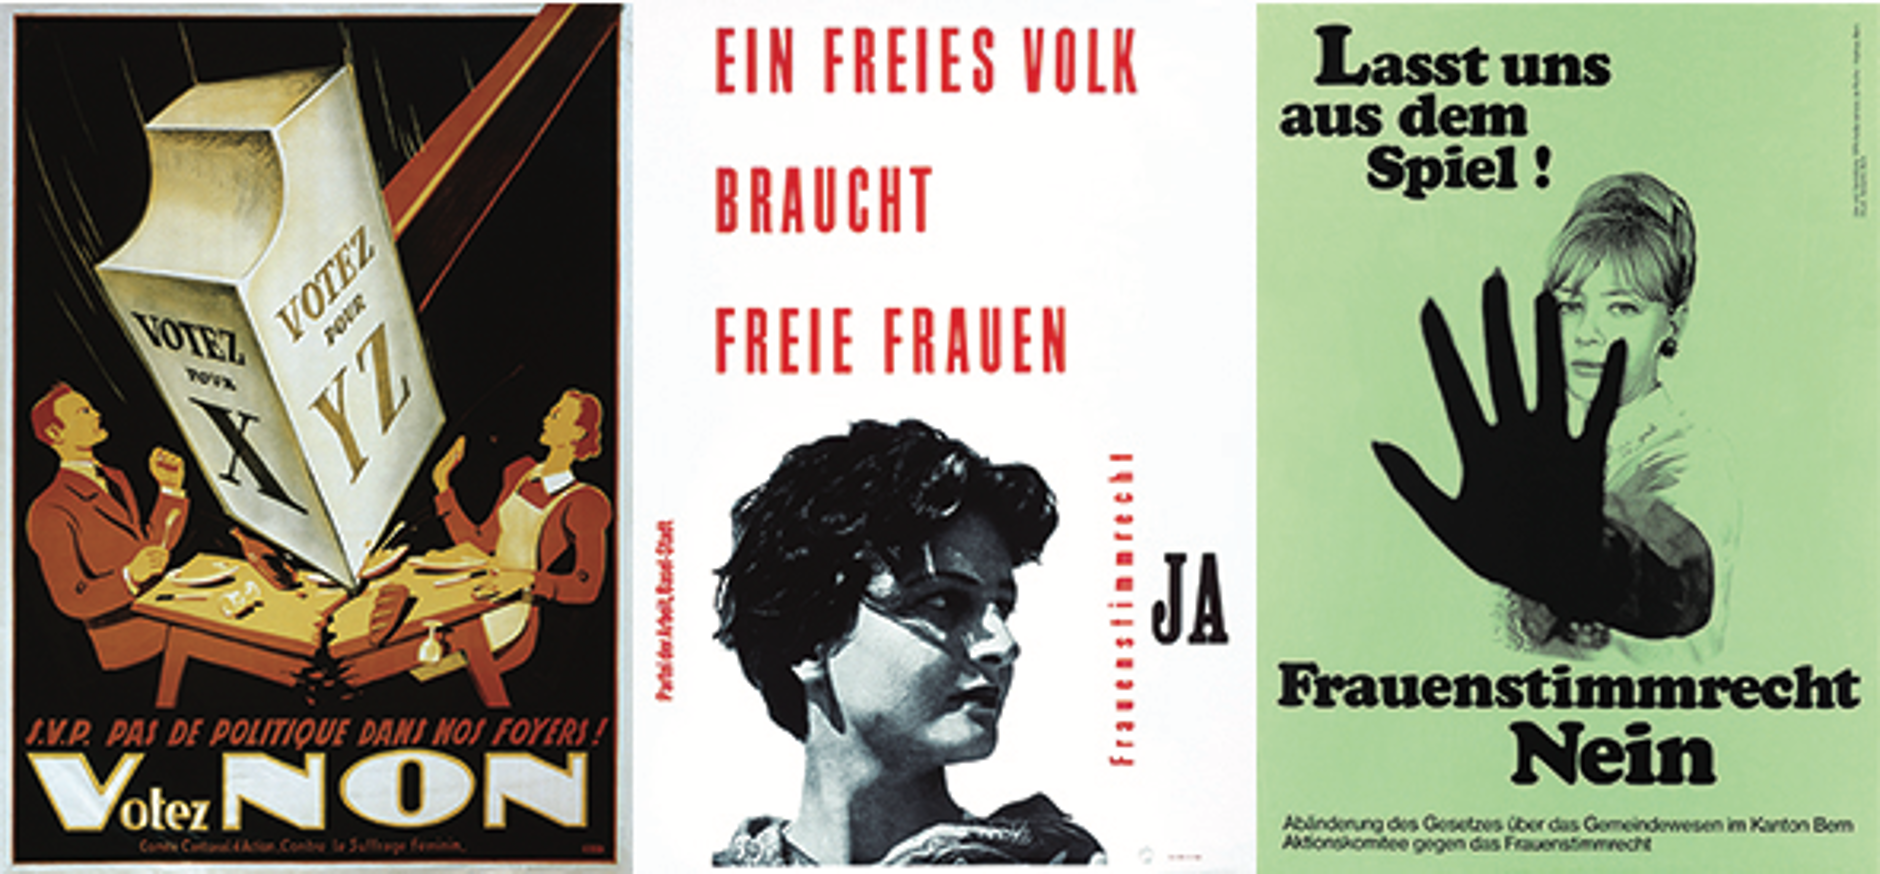 VOTEZ
POUR
X
VOTEZ
POUR
YZ
S.V.P. PAS DE POLITIQUE DANS NOS FOYERS !
Votez NON
Comité Cantonal d'Action Contre le Suffrage féminin.
EIN FREIES VOLK
BRAUCHT
FREIE FRAUEN
Partei der Arbeit, Basel-Stadt
Frauenstimmrecht
JA
Lasst uns
aus dem
Spiel !
Frauenstimmrecht
Nein
Abänderung des Gesetzes über das Gemeindewesen im Kanton Bern
Aktionskomitee gegen das Frauenstimmrecht